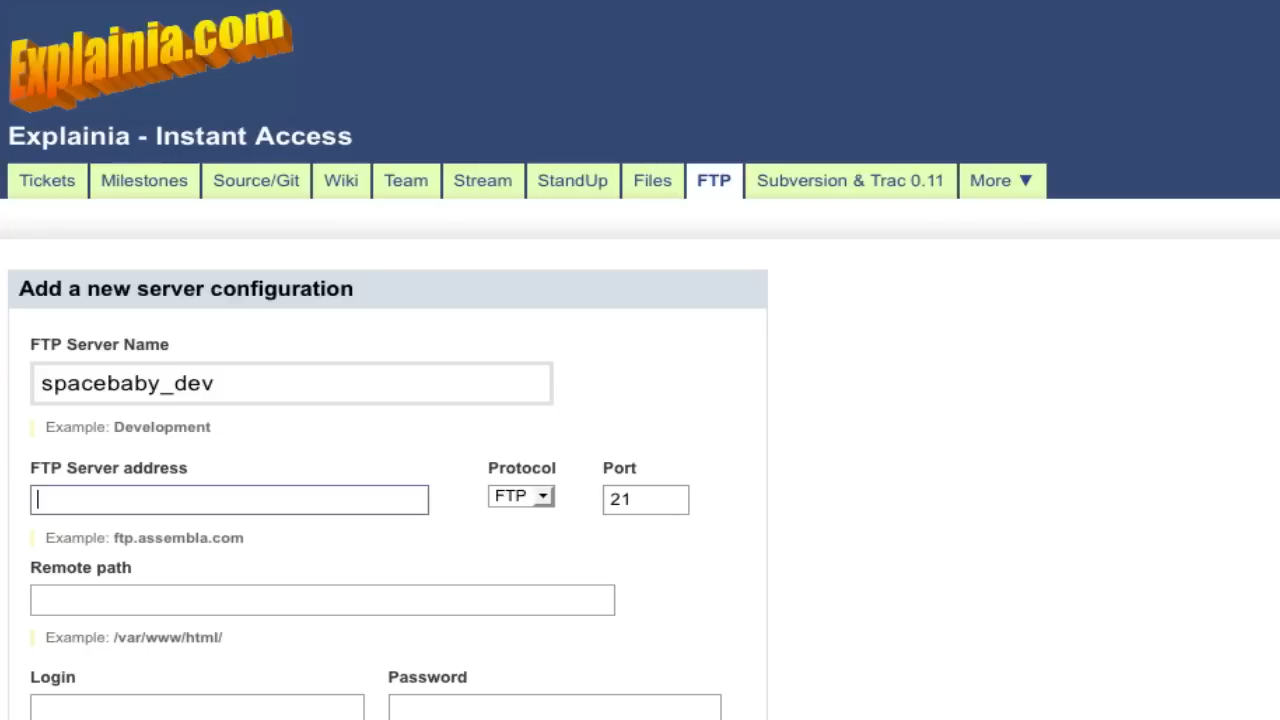 Explainia.com
Explainia - Instant Access
Tickets Milestones Source/Git Wiki Team Stream StandUp Files FTP Subversion & Trac 0.11 More ▼
Add a new server configuration
FTP Server Name
spacebaby_dev
Example: Development
FTP Server address Protocol Port
FTP 21
Example: ftp.assembla.com
Remote path
Example: /var/www/html/
Login Password